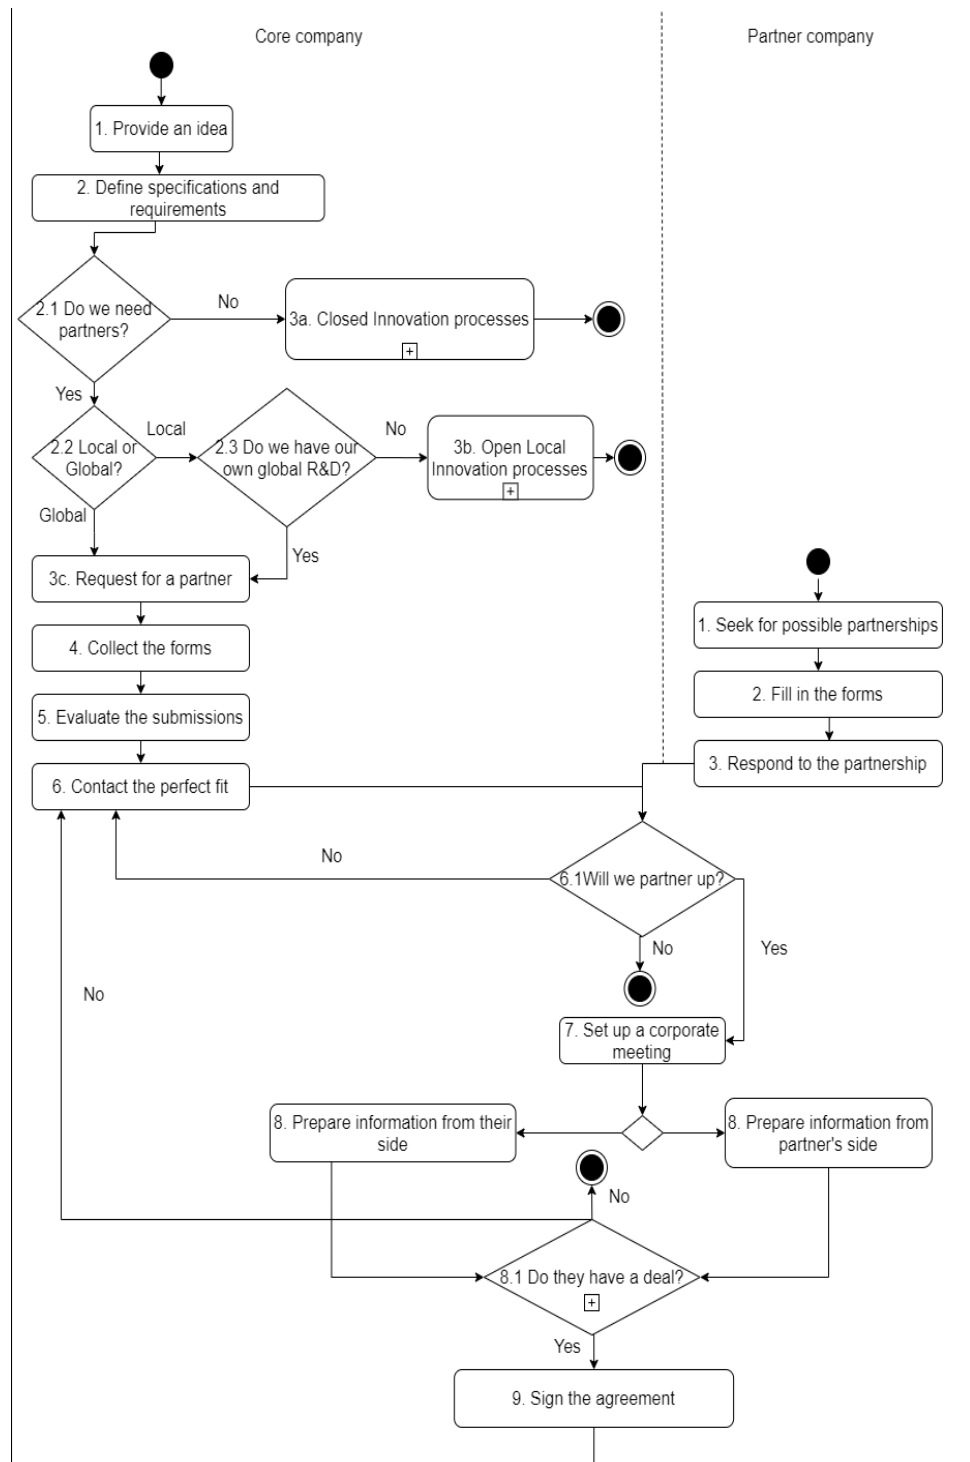 Core company
Partner company
1. Provide an idea
2. Define specifications and
requirements
2.1 Do we need
partners?
No
3a. Closed Innovation processes
Yes
2.2 Local or
Global?
Local
2.3 Do we have our
own global R&D?
No
3b. Open Local
Innovation processes
Global
Yes
3c. Request for a partner
4. Collect the forms
5. Evaluate the submissions
6. Contact the perfect fit
1. Seek for possible partnerships
2. Fill in the forms
3. Respond to the partnership
No
6.1Will we partner up?
No
Yes
No
7. Set up a corporate
meeting
8. Prepare information from their
side
8. Prepare information from
partner's side
No
8.1 Do they have a deal?
Yes
9. Sign the agreement